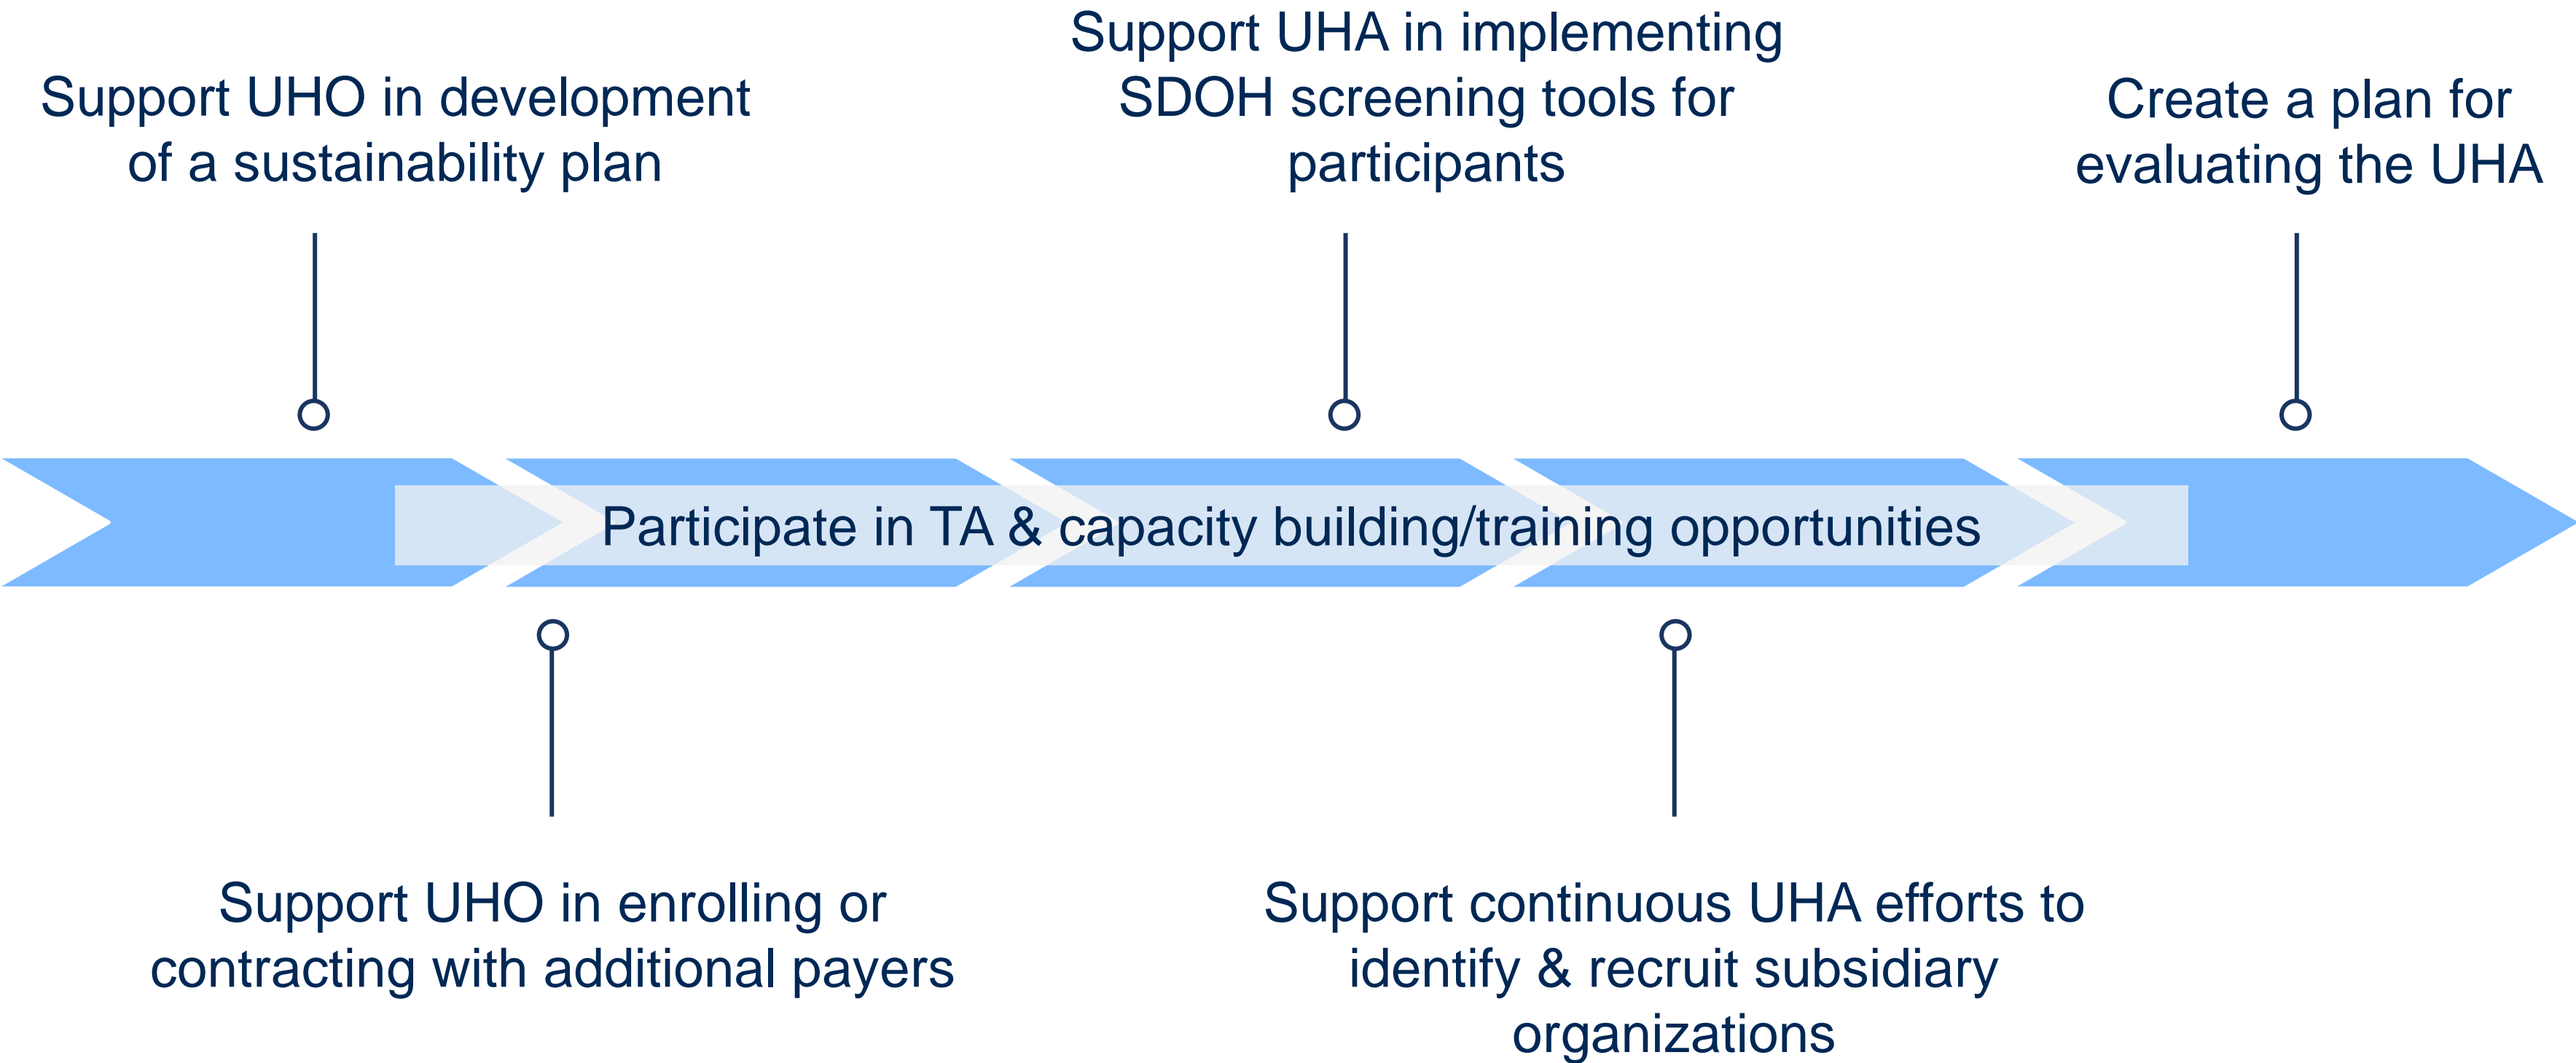 Support UHO in development
of a sustainability plan
Support UHA in implementing
SDOH screening tools for
participants
Create a plan for
evaluating the UHA
Participate in TA & capacity building/training opportunities
Support UHO in enrolling or
contracting with additional payers
Support continuous UHA efforts to
identify & recruit subsidiary
organizations